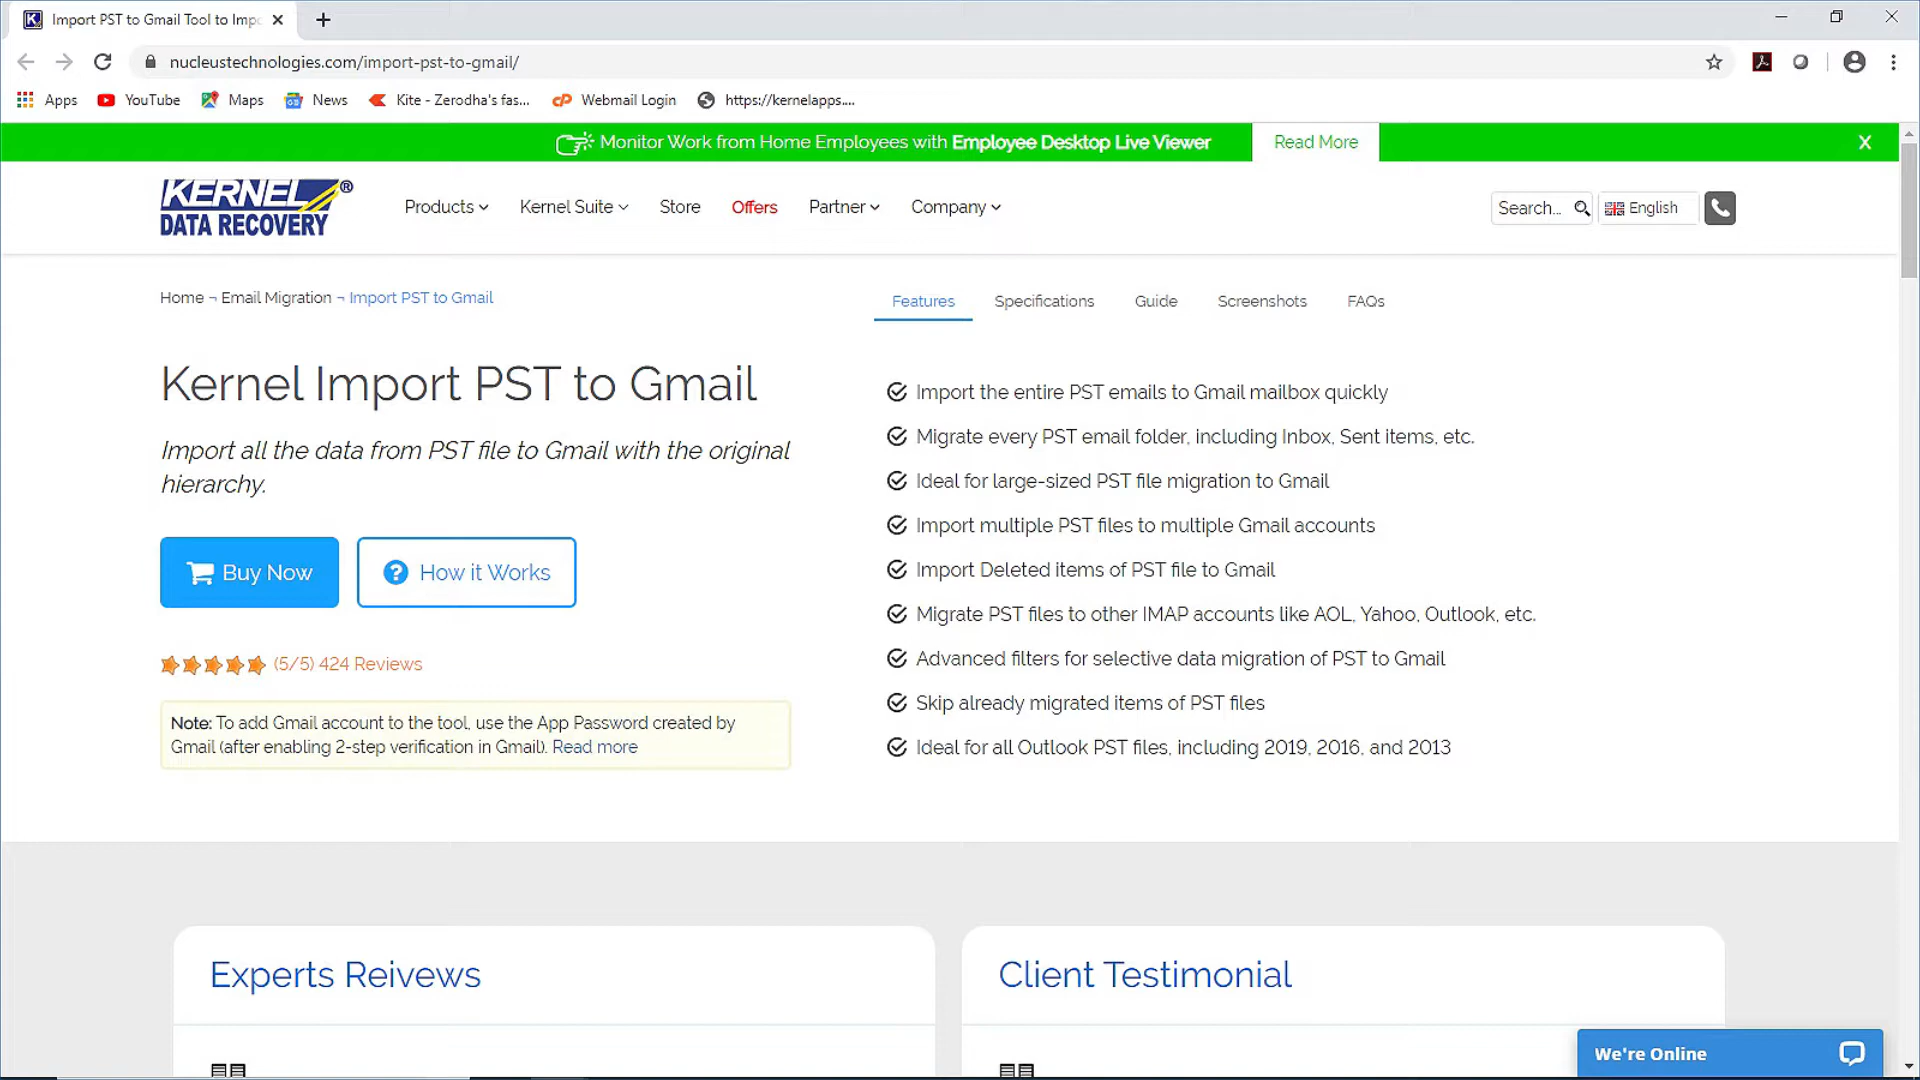 Import PST to Gmail Tool to Impo
nucleustechnologies.com/import-pst-to-gmail/
Apps YouTube Maps News Kite - Zerodha's fas... Webmail Login https://kernelapps....
Monitor Work from Home Employees with Employee Desktop Live Viewer Read More X
KERNEL®
DATA RECOVERY
Products Kernel Suite Store Offers Partner Company Search... English
Home ¬ Email Migration ¬ Import PST to Gmail
Features Specifications Guide Screenshots FAQs
Kernel Import PST to Gmail
Import all the data from PST file to Gmail with the original
hierarchy.
Buy Now How it Works
(5/5) 424 Reviews
Note: To add Gmail account to the tool, use the App Password created by
Gmail (after enabling 2-step verification in Gmail). Read more
Import the entire PST emails to Gmail mailbox quickly
Migrate every PST email folder, including Inbox, Sent items, etc.
Ideal for large-sized PST file migration to Gmail
Import multiple PST files to multiple Gmail accounts
Import Deleted items of PST file to Gmail
Migrate PST files to other IMAP accounts like AOL, Yahoo, Outlook, etc.
Advanced filters for selective data migration of PST to Gmail
Skip already migrated items of PST files
Ideal for all Outlook PST files, including 2019, 2016, and 2013
Experts Reivews
Client Testimonial
We're Online